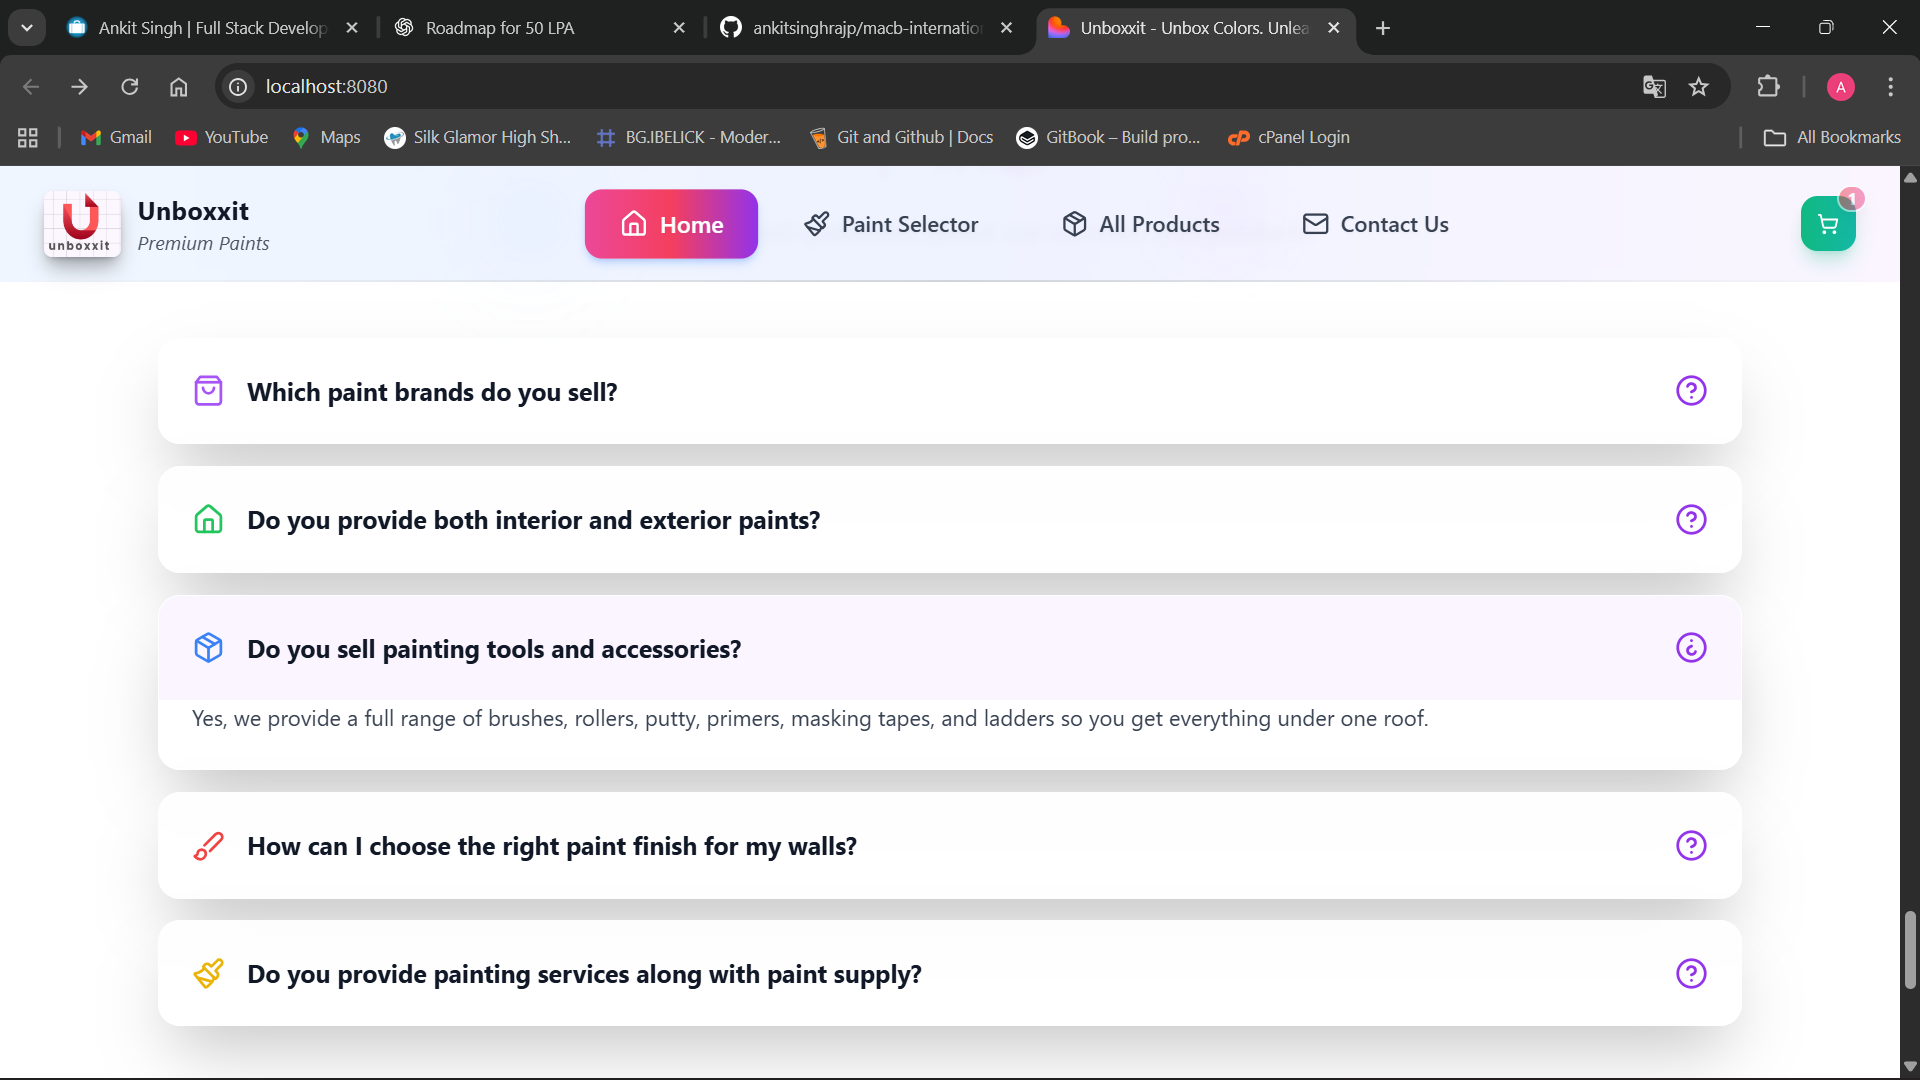 Ankit Singh | Full Stack Develop
Roadmap for 50 LPA
ankitsinghrajp/macb-internatio
Unboxxit - Unbox Colors. Unlea
localhost:8080
A
Gmail
YouTube
Maps
Silk Glamor High Sh...
BG.IBELICK - Moder...
Git and Github | Docs
GitBook – Build pro...
cPanel Login
All Bookmarks
unboxxit
Unboxxit
Premium Paints
Home
Paint Selector
All Products
Contact Us
1
Which paint brands do you sell?
Do you provide both interior and exterior paints?
Do you sell painting tools and accessories?
Yes, we provide a full range of brushes, rollers, putty, primers, masking tapes, and ladders so you get everything under one roof.
How can I choose the right paint finish for my walls?
Do you provide painting services along with paint supply?